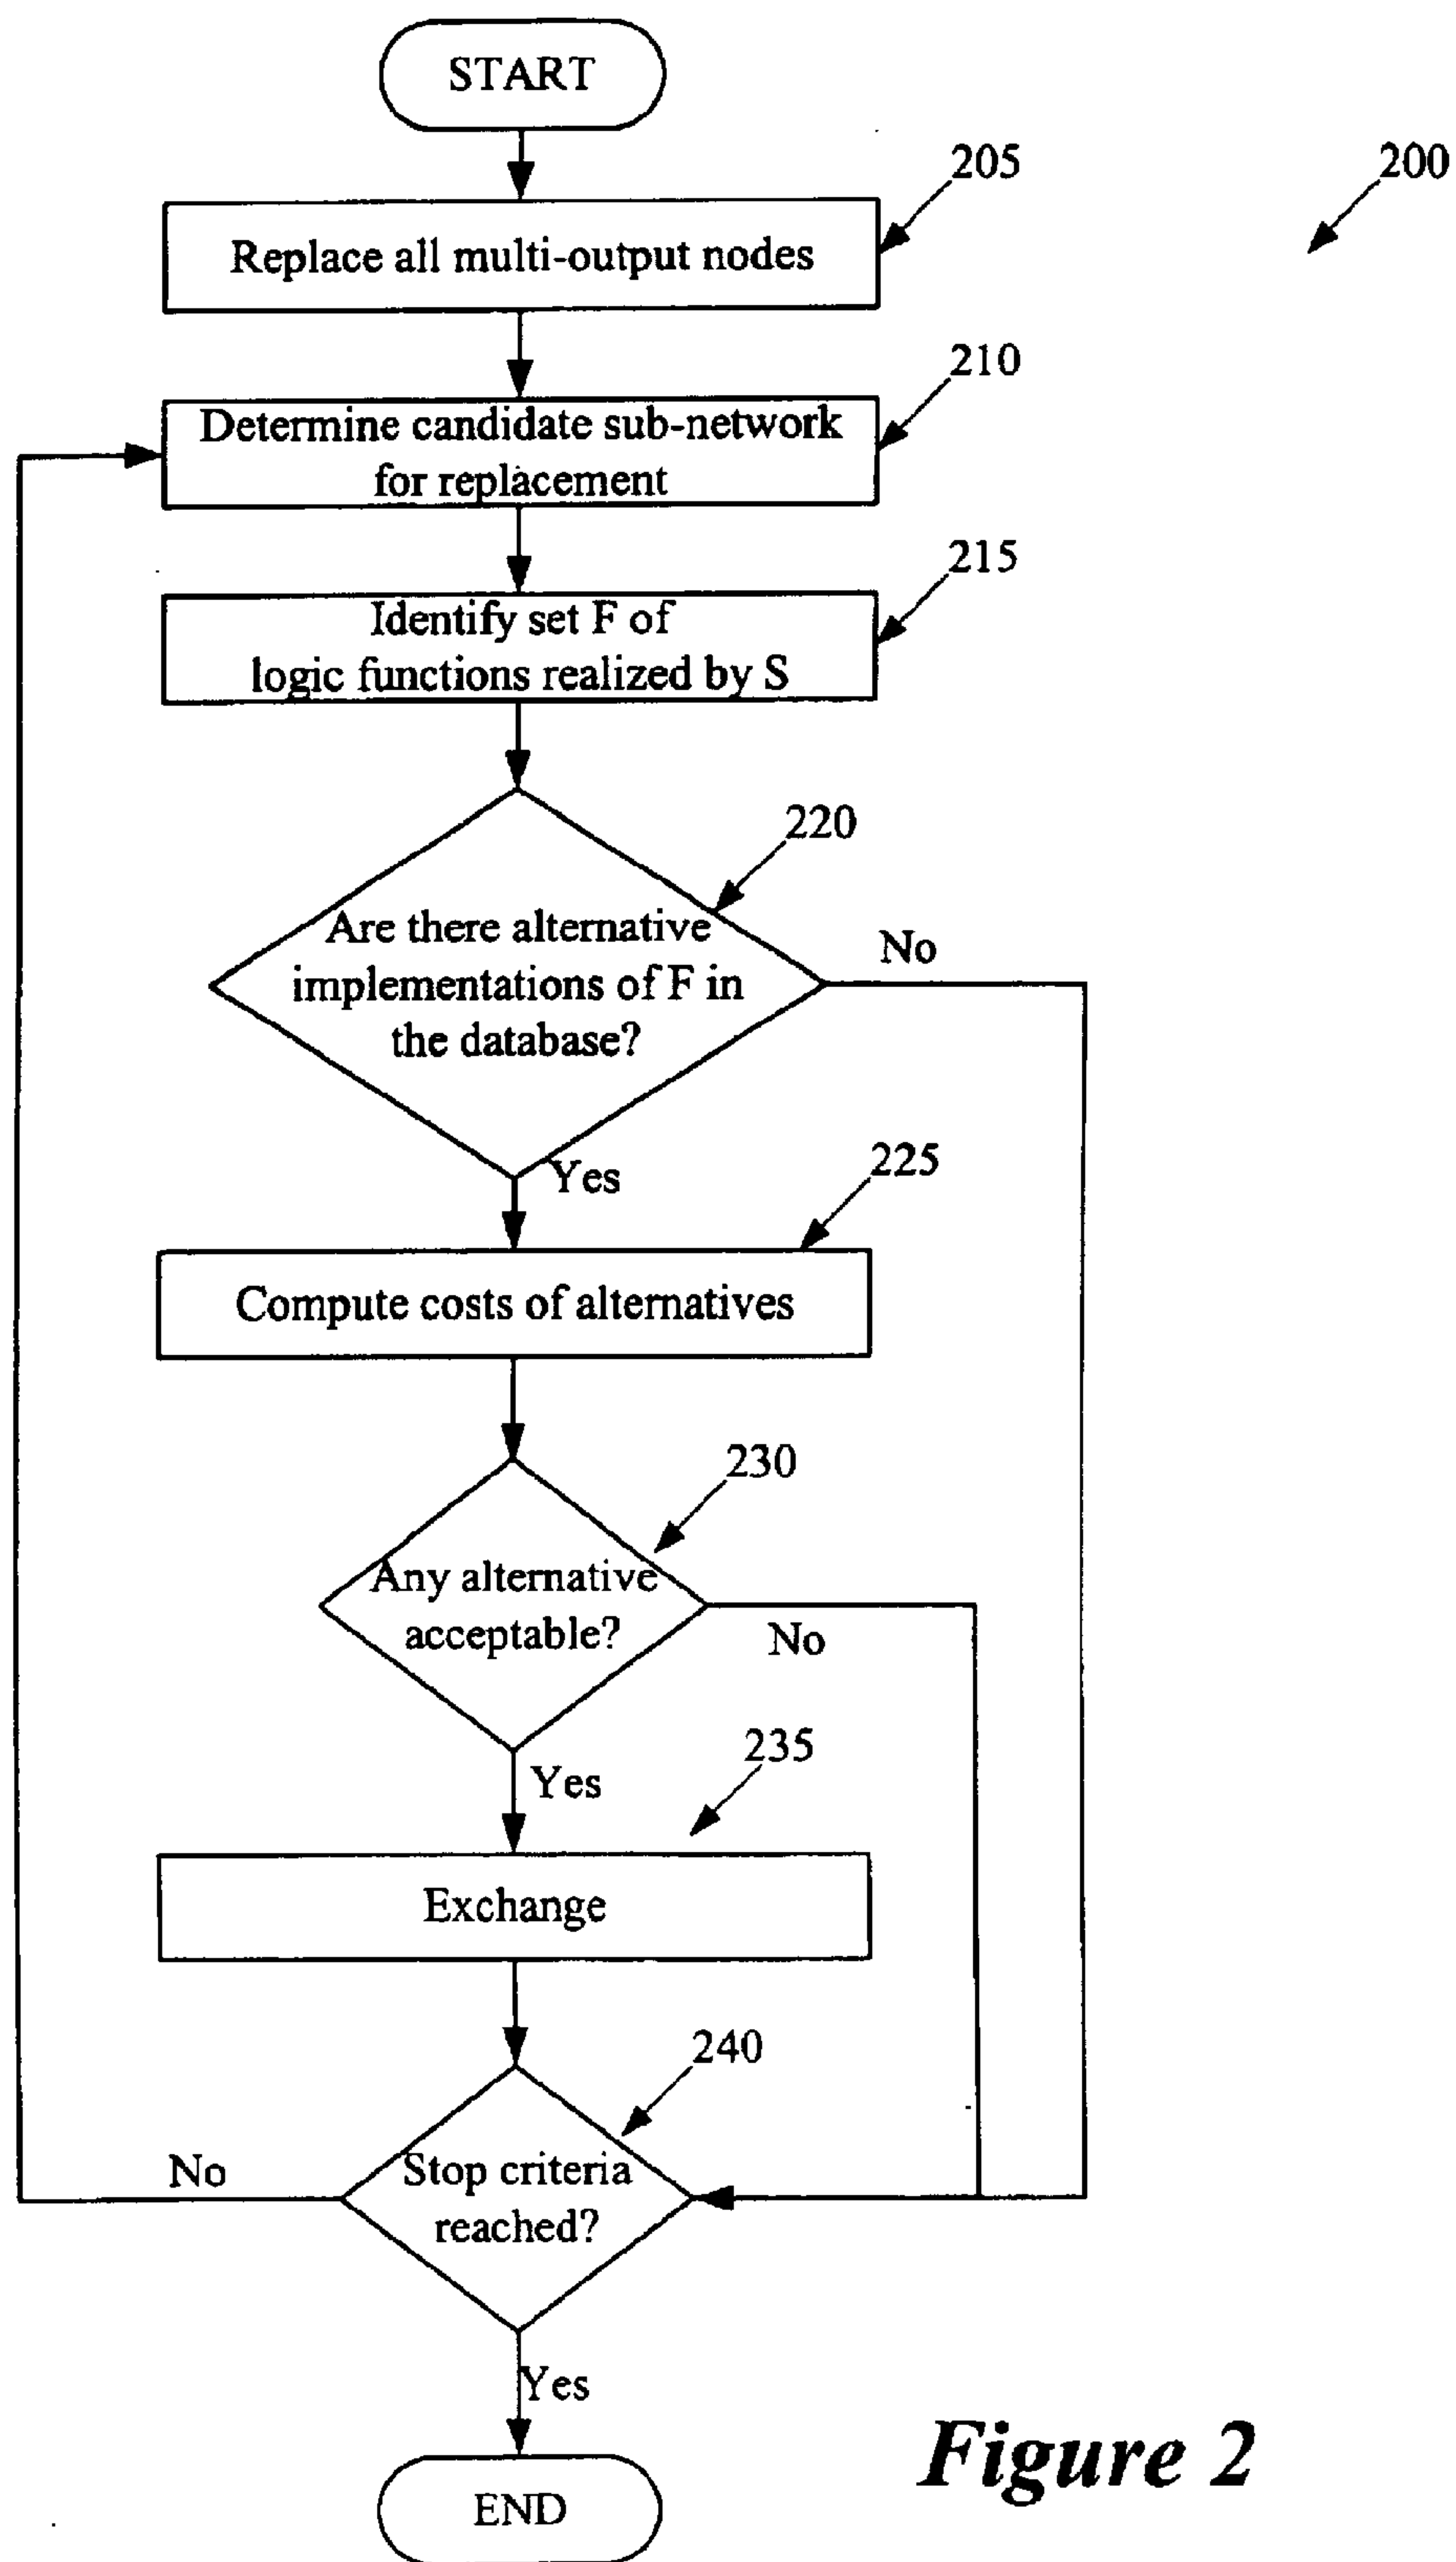 START
205
200
Replace all multi-output nodes
210
Determine candidate sub-network
for replacement
215
Identify set F of
logic functions realized by S
220
Are there alternative
implementations of F in
the database?
No
Yes
225
Compute costs of alternatives
230
Any alternative
acceptable?
No
235
Yes
Exchange
240
Stop criteria
reached?
No
Yes
Figure 2
END